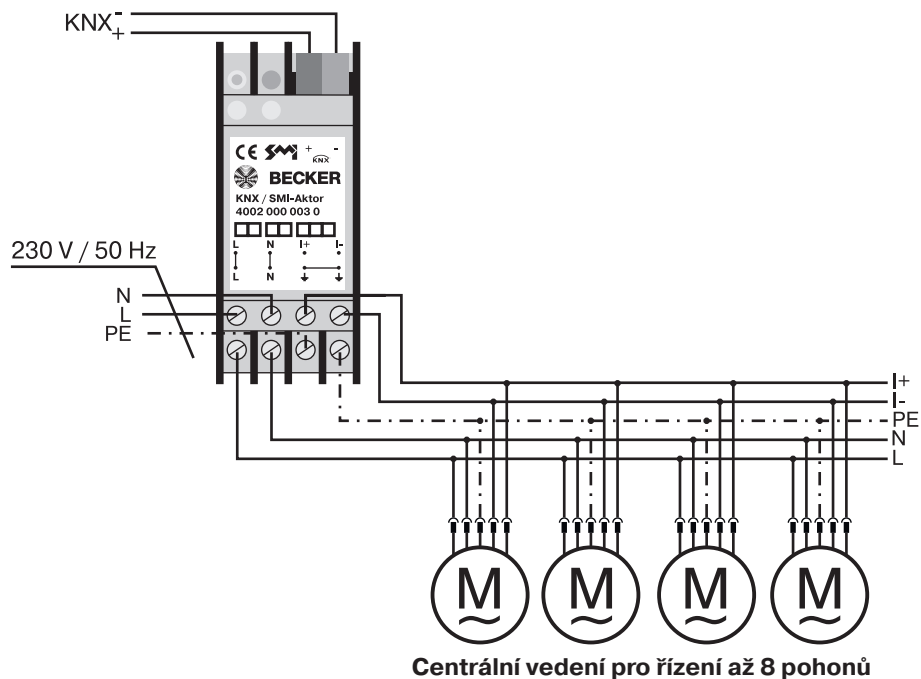 KNX - +
CE SMI + KNX -
BECKER
KNX / SMI-Aktor
4002 000 003 0
L N I+ I-
L N
230 V / 50 Hz
N
L
PE
I+
I-
PE
N
L
M M M M
Centrální vedení pro řízení až 8 pohonů